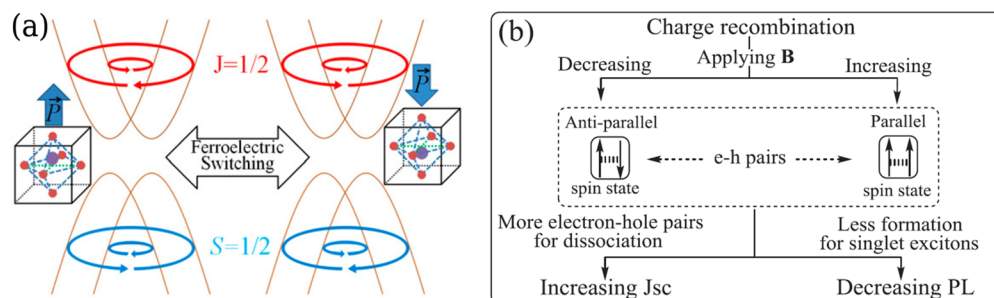 (a)
J=1/2
P
P
Ferroelectric
Switching
S=1/2
(b)
Charge recombination
Applying B
Decreasing
Increasing
Anti-parallel
Parallel
e-h pairs
spin state
spin state
More electron-hole pairs
for dissociation
Less formation
for singlet excitons
Increasing Jsc
Decreasing PL